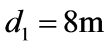 d₁ = 8m